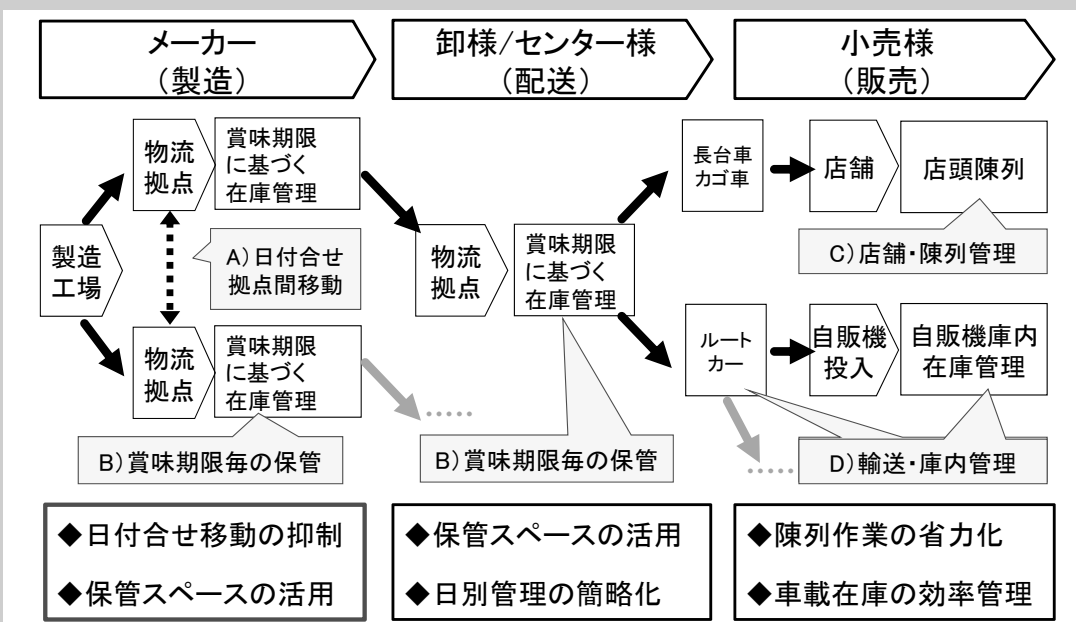 メーカー
（製造）
卸様/センター様
（配送）
小売様
（販売）
製造
工場
物流
拠点
賞味期限
に基づく
在庫管理
A)日付合せ
拠点間移動
物流
拠点
賞味期限
に基づく
在庫管理
B)賞味期限毎の保管
物流
拠点
賞味期限
に基づく
在庫管理
B)賞味期限毎の保管
長台車
カゴ車
店舗
店頭陳列
C)店舗・陳列管理
ルート
カー
自販機
投入
自販機庫内
在庫管理
D)輸送・庫内管理
◆日付合せ移動の抑制
◆保管スペースの活用
◆保管スペースの活用
◆日別管理の簡略化
◆陳列作業の省力化
◆車載在庫の効率管理